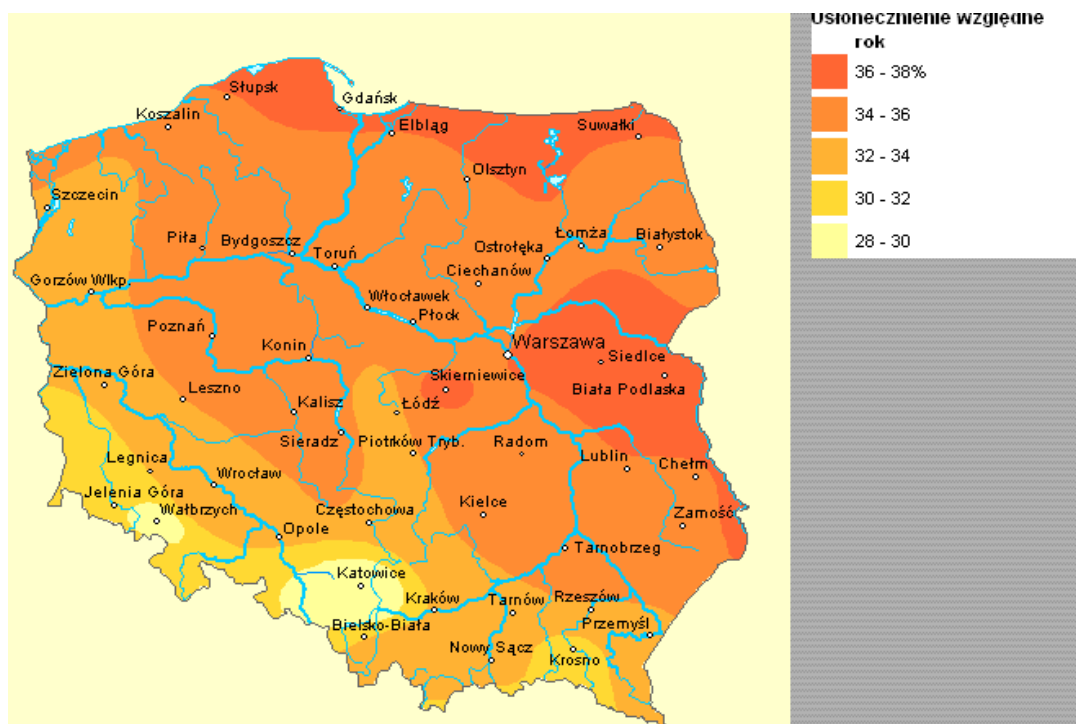 Usłonecznienie względne
rok
36 - 38%
34 - 36
32 - 34
30 - 32
28 - 30
Słupsk
Gdańsk
Koszalin
Elbląg
Suwałki
Olsztyn
Szczecin
Piła
Bydgoszcz
Toruń
Ostrołęka
Łomża
Białystok
Ciechanów
Gorzów Wlkp.
Włocławek
Płock
Poznań
Konin
Warszawa
Siedlce
Skierniewice
Biała Podlaska
Zielona Góra
Leszno
Kalisz
Łódź
Sieradz
Piotrków Tryb.
Radom
Lublin
Chełm
Legnica
Wrocław
Jelenia Góra
Wałbrzych
Kielce
Częstochowa
Zamość
Opole
Tarnobrzeg
Katowice
Kraków
Tarnów
Rzeszów
Bielsko-Biała
Przemyśl
Nowy Sącz
Krosno